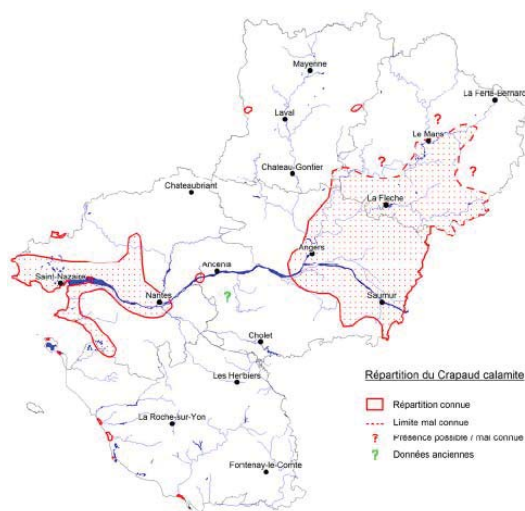 Mayenne
La Ferté-Bernard
Laval
?
Le Mans
?
?
Chateau-Gontier
Chateaubriant
La Fleche
Angers
Ancenis
Saint-Nazaire
?
Nantes
Saumur
Cholet
Les Herbiers
La Roche-sur-Yon
Fontenay-le-Comte
Répartition du Crapaud calamite
Répartition connue
Limite mal connue
? Présence possible / mal connue
? Données anciennes